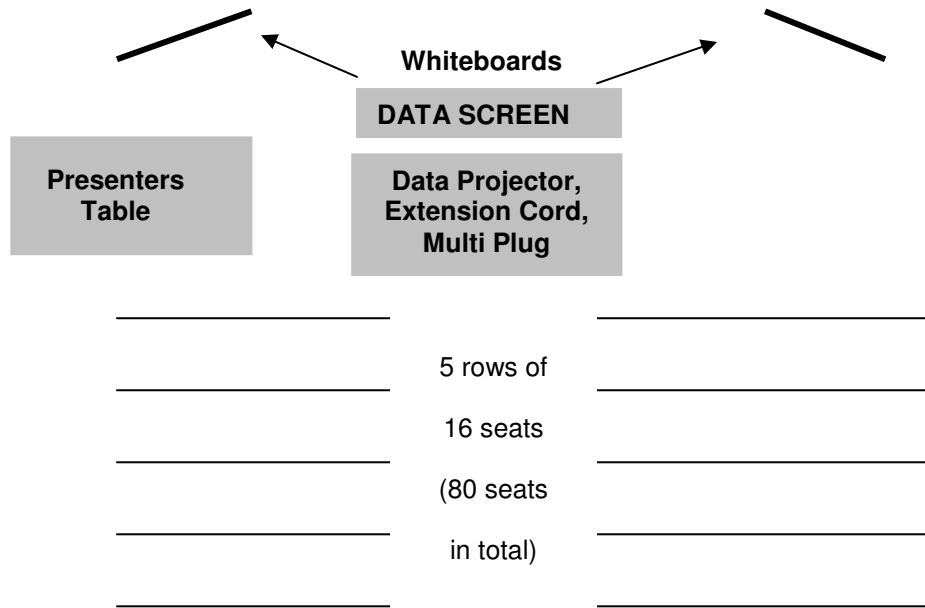 Whiteboards
DATA SCREEN
Presenters
Table
Data Projector,
Extension Cord,
Multi Plug
5 rows of
16 seats
(80 seats
in total)